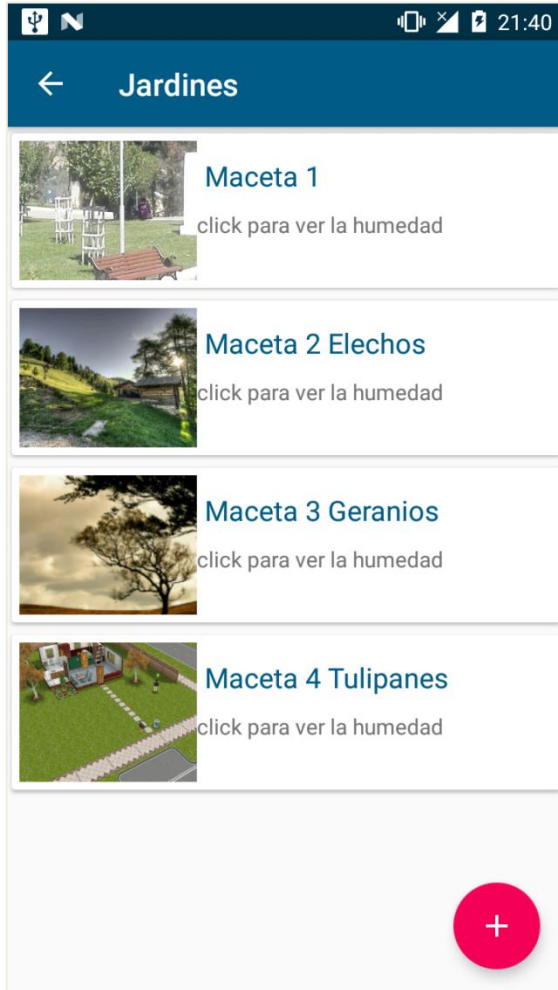 21:40
Jardines
Maceta 1
click para ver la humedad
Maceta 2 Elechos
click para ver la humedad
Maceta 3 Geranios
click para ver la humedad
Maceta 4 Tulipanes
click para ver la humedad